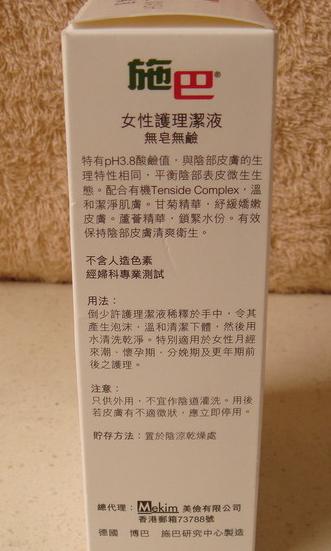 施巴®
女性護理潔液
無皂無鹼
特有pH3.8酸鹼值，與陰部皮膚的生
理特性相同，平衡陰部表皮微生生
態。配合有機Tenside Complex，溫
和潔淨肌膚。甘菊精華，紓緩嬌嫩
皮膚。蘆薈精華，鎖緊水份。有效
保持陰部皮膚清爽衛生。
不含人造色素
經婦科專業測試
用法：
倒少許護理潔液稀釋於手中，令其
產生泡沫，溫和清潔下體，然後用
水清洗乾淨。特別適用於女性月經
來潮、懷孕期，分娩期及更年期前
後之護理。
注意：
只供外用，不宜作陰道灌洗。用後
若皮膚有不適徵狀，應立即停用。
貯存方法：置於陰涼乾燥處
總代理：Mekim 美儉有限公司
香港郵箱73788號
德國 博巴 施巴研究中心製造